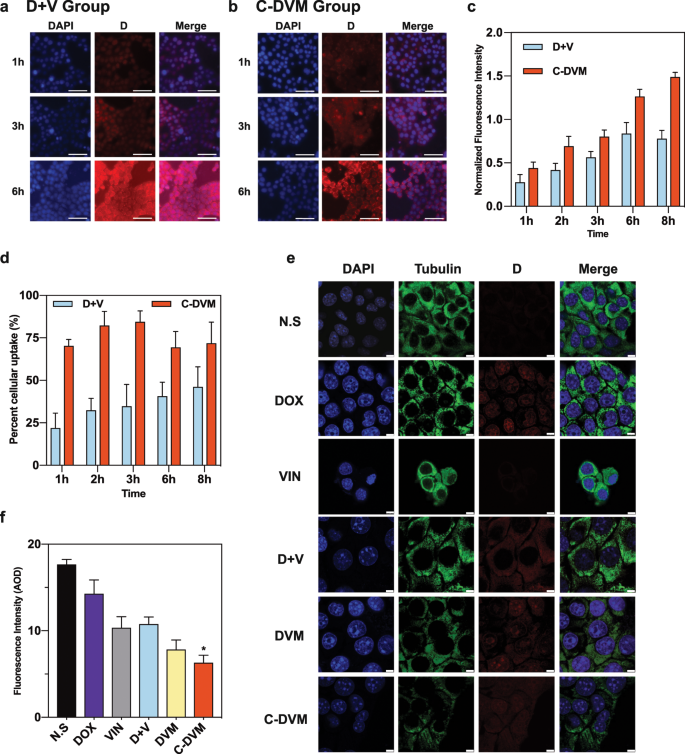 a D+V Group
DAPI D Merge
1h
3h
6h
b C-DVM Group
DAPI D Merge
1h
3h
6h
c
Normalized Fluorescence Intensity
2.0
1.5
1.0
0.5
0.0
D+V
C-DVM
1h 2h 3h 6h 8h
Time
d
Percent cellular uptake (%)
100
75
50
25
0
D+V C-DVM
1h 2h 3h 6h 8h
Time
e
DAPI Tubulin D Merge
N.S
DOX
VIN
D+V
DVM
C-DVM
f
Fluorescence Intensity (AOD)
20
10
0
*
N.S DOX VIN D+V DVM C-DVM